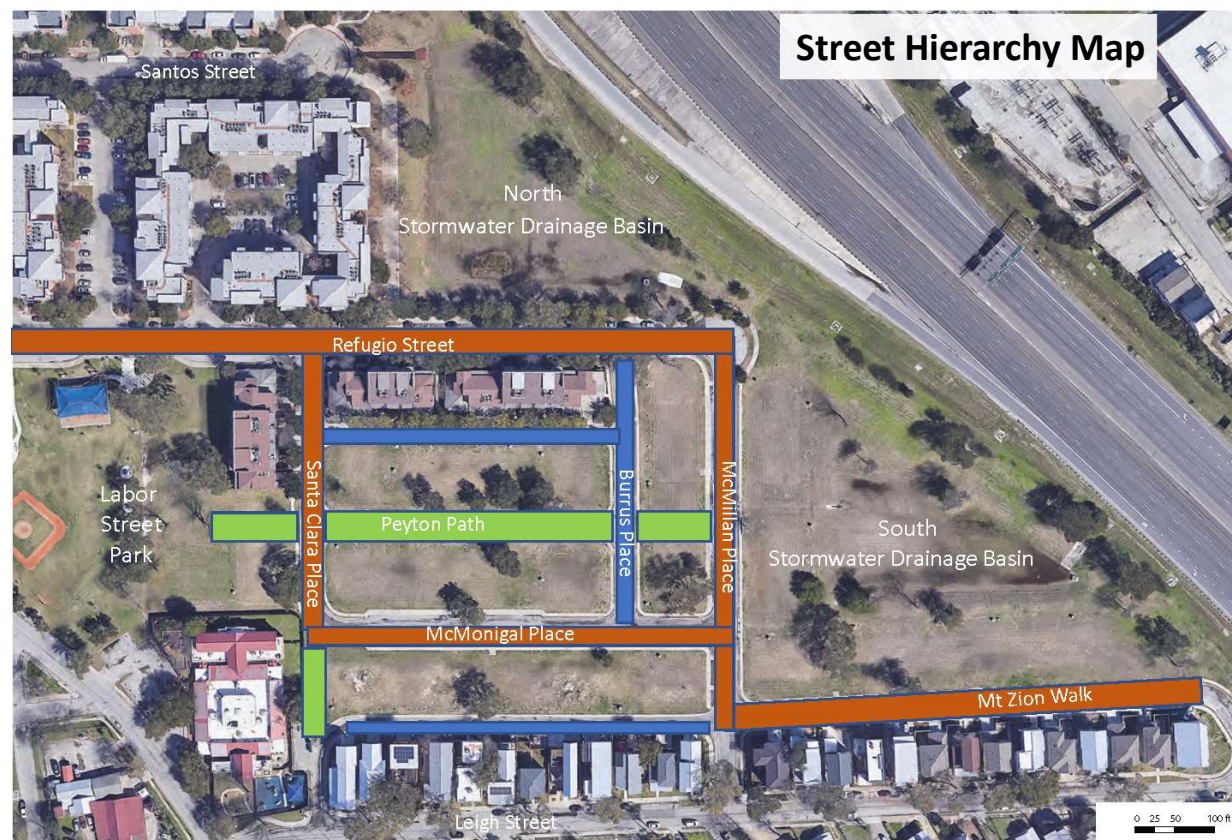 Street Hierarchy Map
Santos Street
North
Stormwater Drainage Basin
Refugio Street
Labor
Street
Park
Santa Clara Place
Peyton Path
Burrus Place
McMillan Place
South
Stormwater Drainage Basin
McMonigal Place
Mt Zion Walk
Leigh Street
0 25 50 100